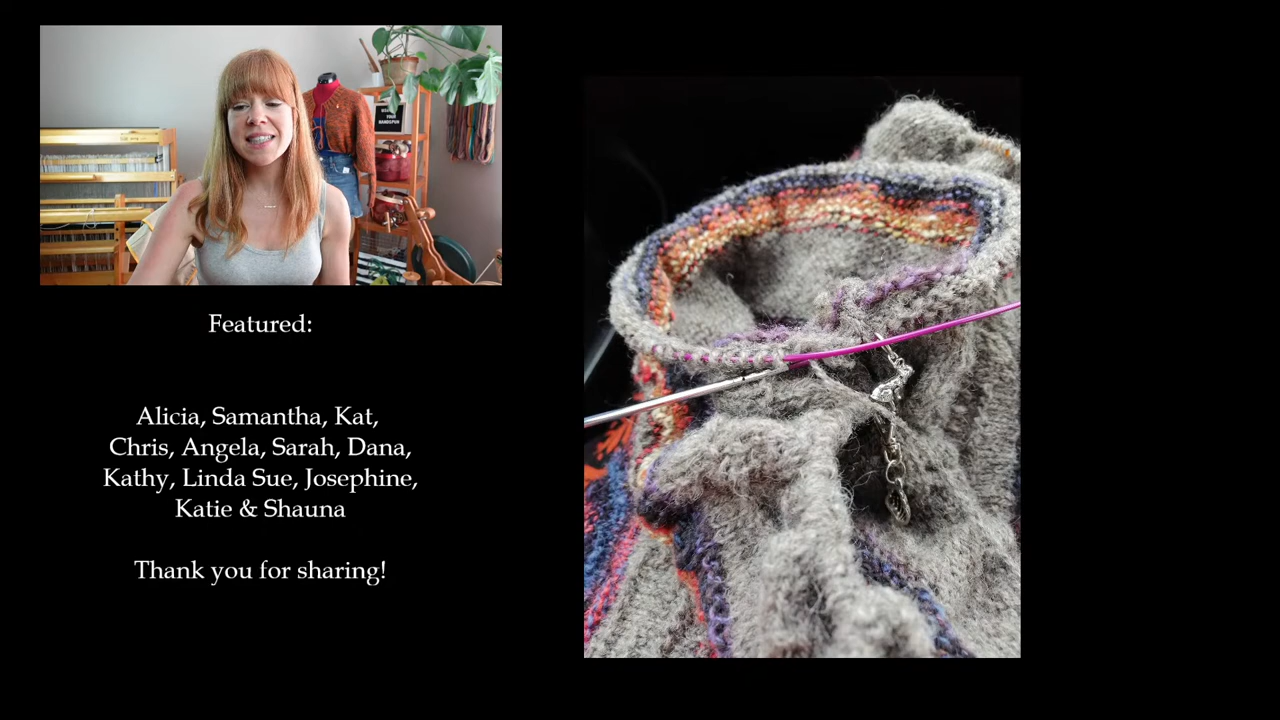 Featured:
Alicia, Samantha, Kat,
Chris, Angela, Sarah, Dana,
Kathy, Linda Sue, Josephine,
Katie & Shauna
Thank you for sharing!